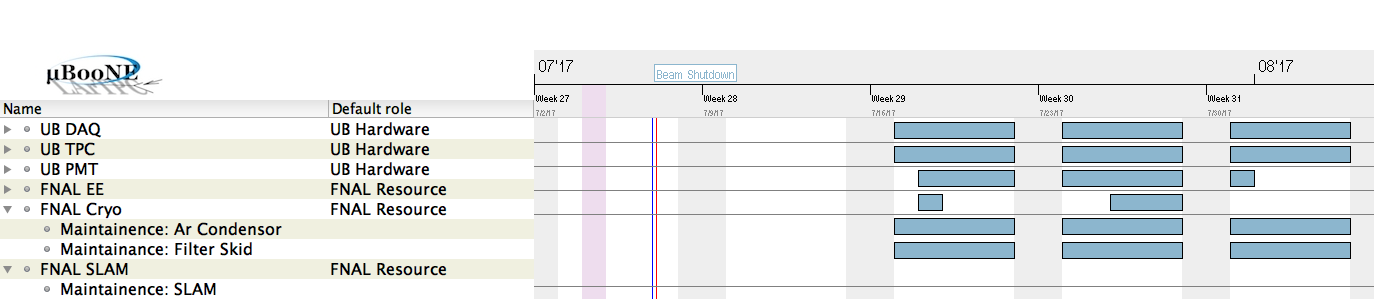 07'17
08'17
Beam Shutdown
µBooNE
LArTPC
Name Default role
Week 27 Week 28 Week 29 Week 30 Week 31
7/2/17 7/9/17 7/16/17 7/23/17 7/30/17
UB DAQ UB Hardware
UB TPC UB Hardware
UB PMT UB Hardware
FNAL EE FNAL Resource
FNAL Cryo FNAL Resource
Maintainence: Ar Condensor
Maintainance: Filter Skid
FNAL SLAM FNAL Resource
Maintainence: SLAM